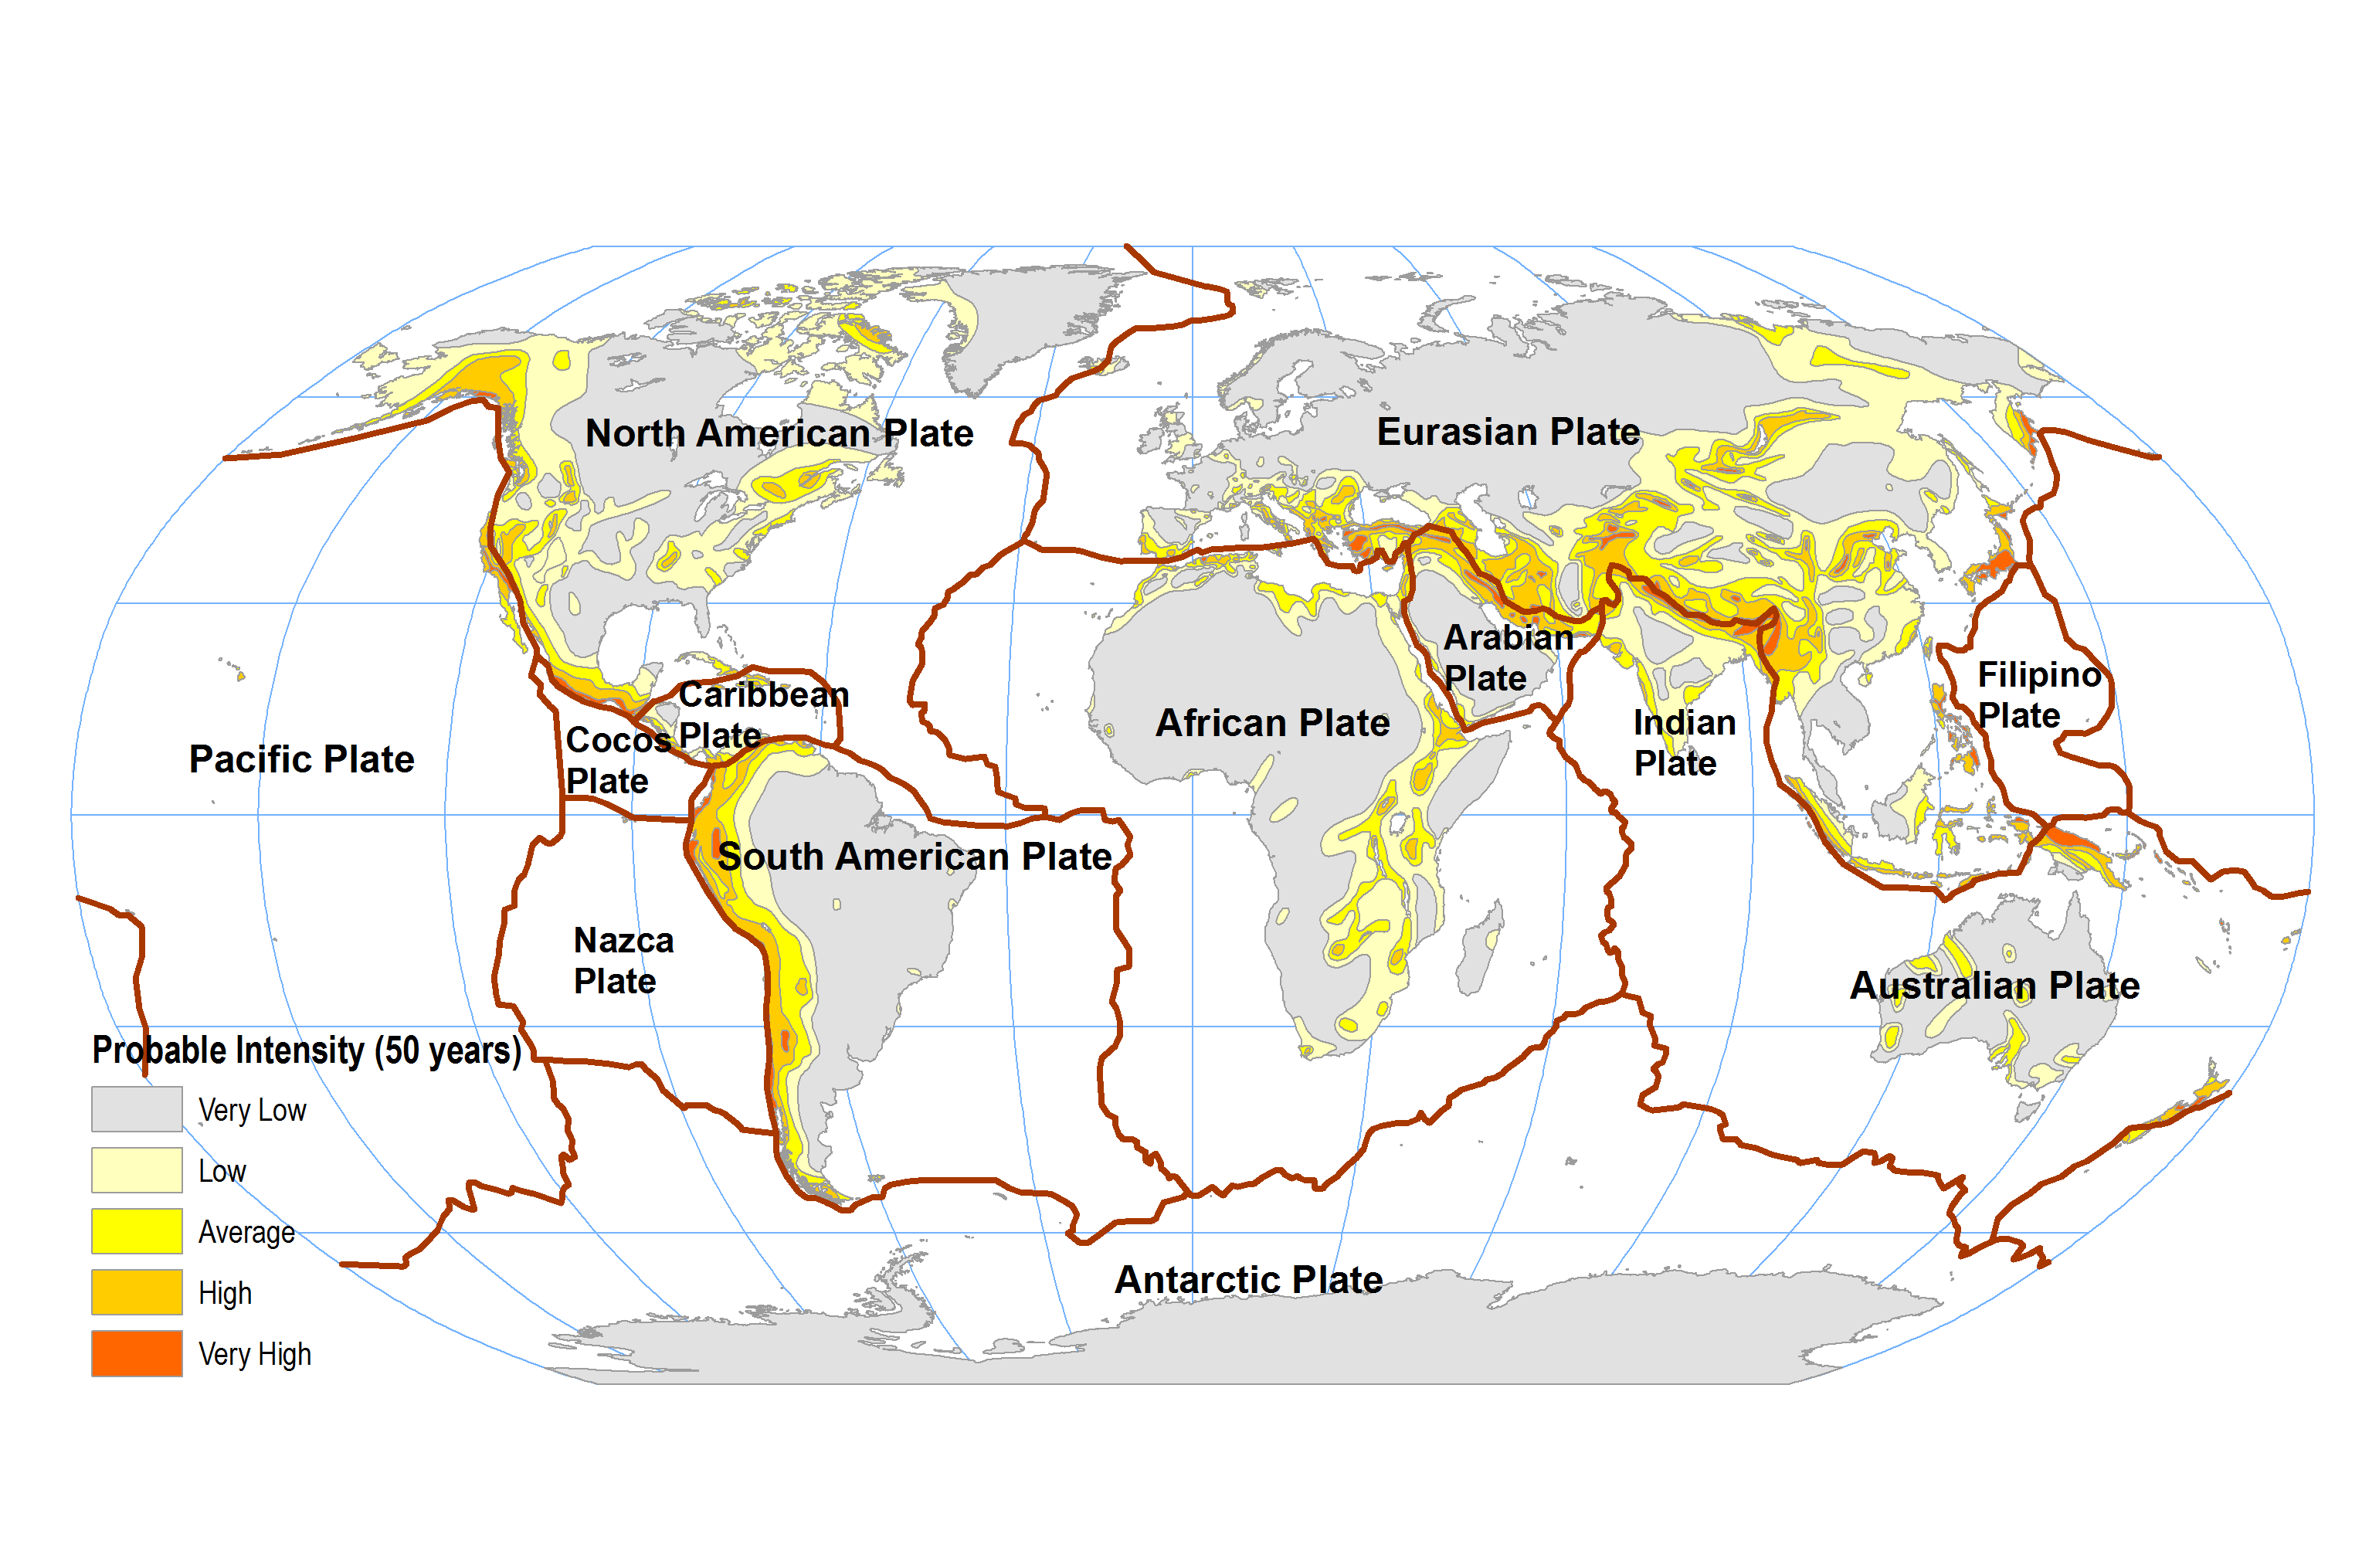 North American Plate
Eurasian Plate
Arabian
Plate
Caribbean
Plate
Filipino
Plate
African Plate
Indian
Plate
Cocos
Plate
Pacific Plate
South American Plate
Nazca
Plate
Australian Plate
Antarctic Plate
Probable Intensity (50 years)
Very Low
Low
Average
High
Very High